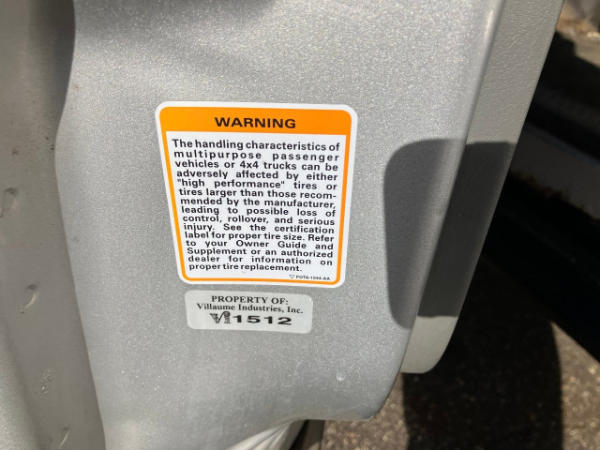 WARNING
The handling characteristics of
multipurpose passenger
vehicles or 4x4 trucks can be
adversely affected by either
"high performance" tires or
tires larger than those recom-
mended by the manufacturer,
leading to possible loss of
control, rollover, and serious
injury. See the certification
label for proper tire size. Refer
to your Owner Guide and
Supplement or an authorized
dealer for information on
proper tire replacement.
PROPERTY OF:
Villaume Industries, Inc.
1512